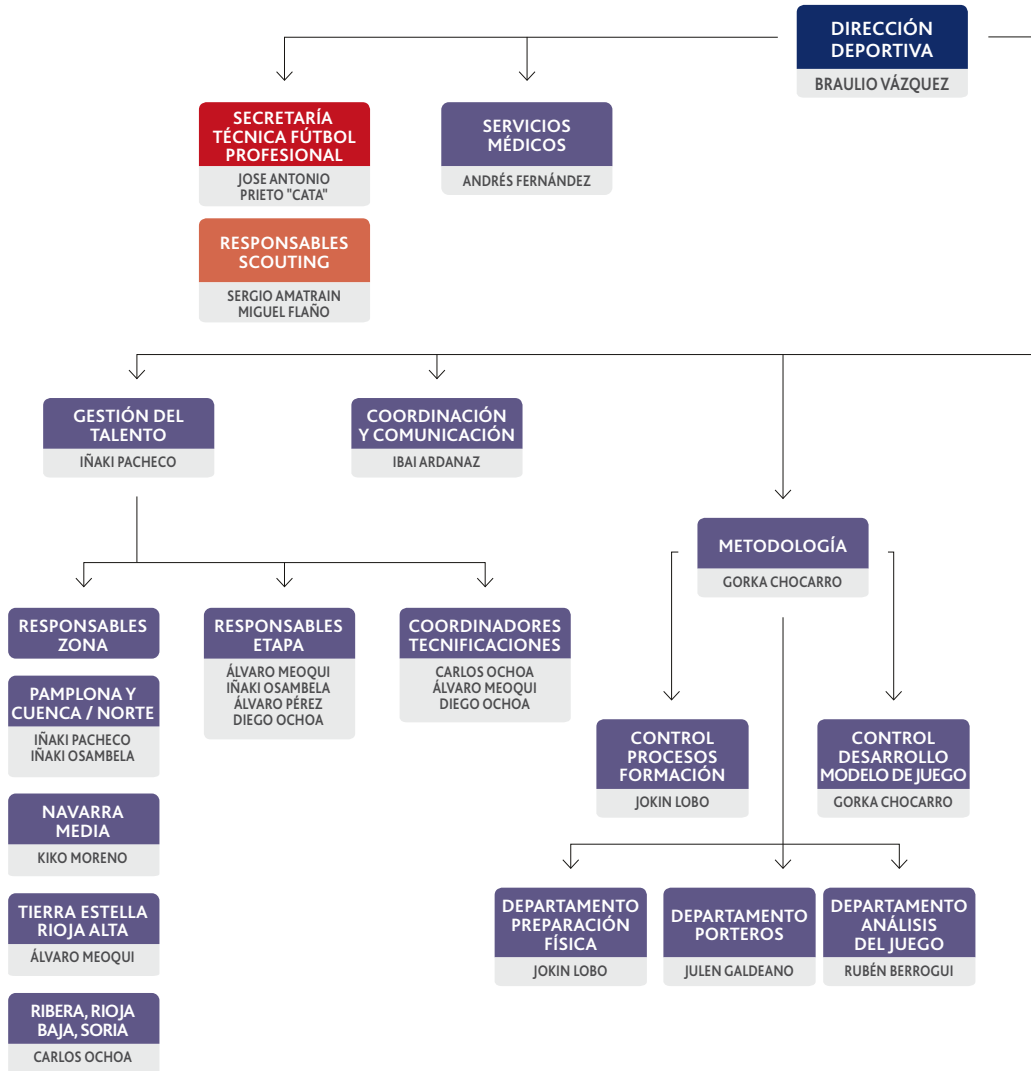 DIRECCIÓN
DEPORTIVA
BRAULIO VÁZQUEZ
SECRETARÍA
TÉCNICA FÚTBOL
PROFESIONAL
JOSE ANTONIO
PRIETO "CATA"
SERVICIOS
MÉDICOS
ANDRÉS FERNÁNDEZ
RESPONSABLES
SCOUTING
SERGIO AMATRAIN
MIGUEL FLAÑO
GESTIÓN DEL
TALENTO
IÑAKI PACHECO
COORDINACIÓN
Y COMUNICACIÓN
IBAI ARDANAZ
METODOLOGÍA
GORKA CHOCARRO
RESPONSABLES
ZONA
RESPONSABLES
ETAPA
ÁLVARO MEOQUI
IÑAKI OSAMBELA
ÁLVARO PÉREZ
DIEGO OCHOA
COORDINADORES
TECNIFICACIONES
CARLOS OCHOA
ÁLVARO MEOQUI
DIEGO OCHOA
PAMPLONA Y
CUENCA / NORTE
IÑAKI PACHECO
IÑAKI OSAMBELA
NAVARRA
MEDIA
KIKO MORENO
TIERRA ESTELLA
RIOJA ALTA
ÁLVARO MEOQUI
RIBERA, RIOJA
BAJA, SORIA
CARLOS OCHOA
CONTROL
PROCESOS
FORMACIÓN
JOKIN LOBO
CONTROL
DESARROLLO
MODELO DE JUEGO
GORKA CHOCARRO
DEPARTAMENTO
PREPARACIÓN
FÍSICA
JOKIN LOBO
DEPARTAMENTO
PORTEROS
JULEN GALDEANO
DEPARTAMENTO
ANÁLISIS
DEL JUEGO
RUBÉN BERROGUI